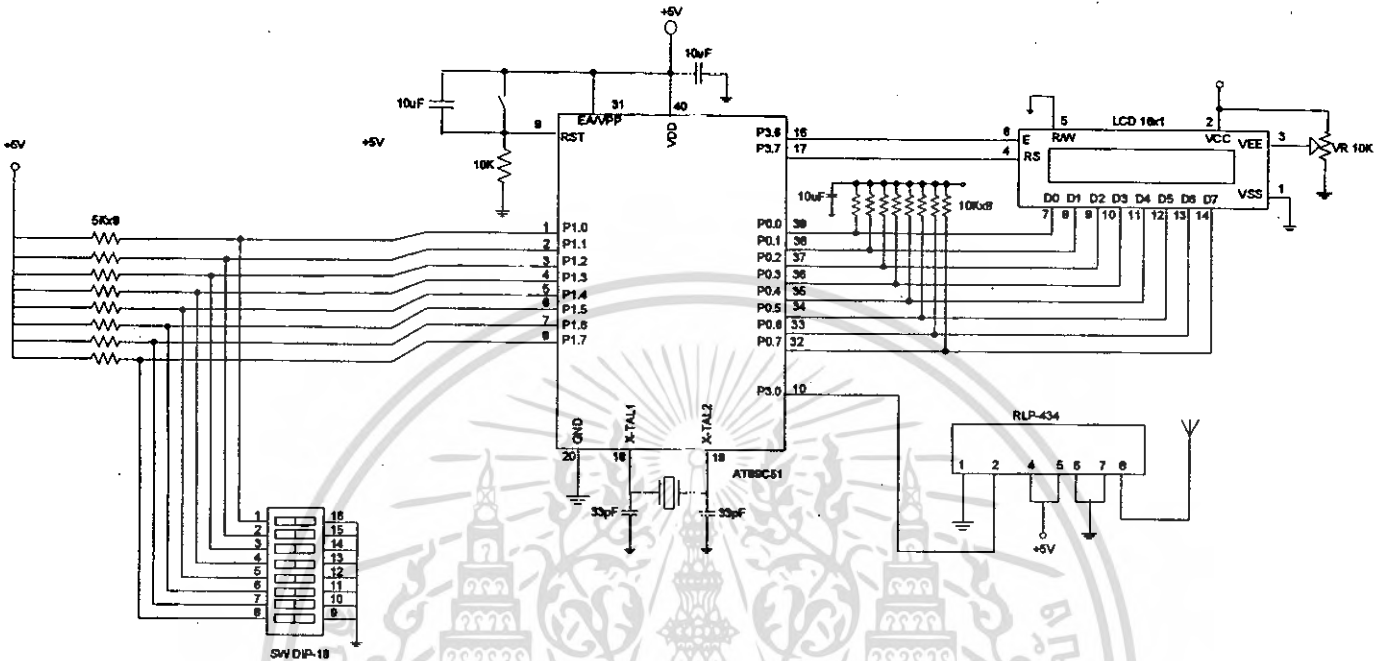 +5V
10uF
10uF
31
40
EA/VPP
VDD
9
RST
+5V
+5V
10K
P3.6
16
P3.7
17
5
R/W
LCD 16x1
2
VCC
6
E
4
RS
VEE
3
VR 10K
VSS
1
D0
D1
D2
D3
D4
D5
D6
D7
7
8
9
10
11
12
13
14
10uF
10Kx8
5Kx8
1
P1.0
2
P1.1
3
P1.2
4
P1.3
5
P1.4
6
P1.5
7
P1.6
8
P1.7
P0.0
39
P0.1
38
P0.2
37
P0.3
36
P0.4
35
P0.5
34
P0.6
33
P0.7
32
P3.0
10
GND
20
X-TAL1
X-TAL2
19
AT89C51
33pF
33pF
RLP-434
1
2
4
5
6
7
8
+5V
1
2
3
4
5
6
7
8
16
15
14
13
12
11
10
9
SW DIP-16